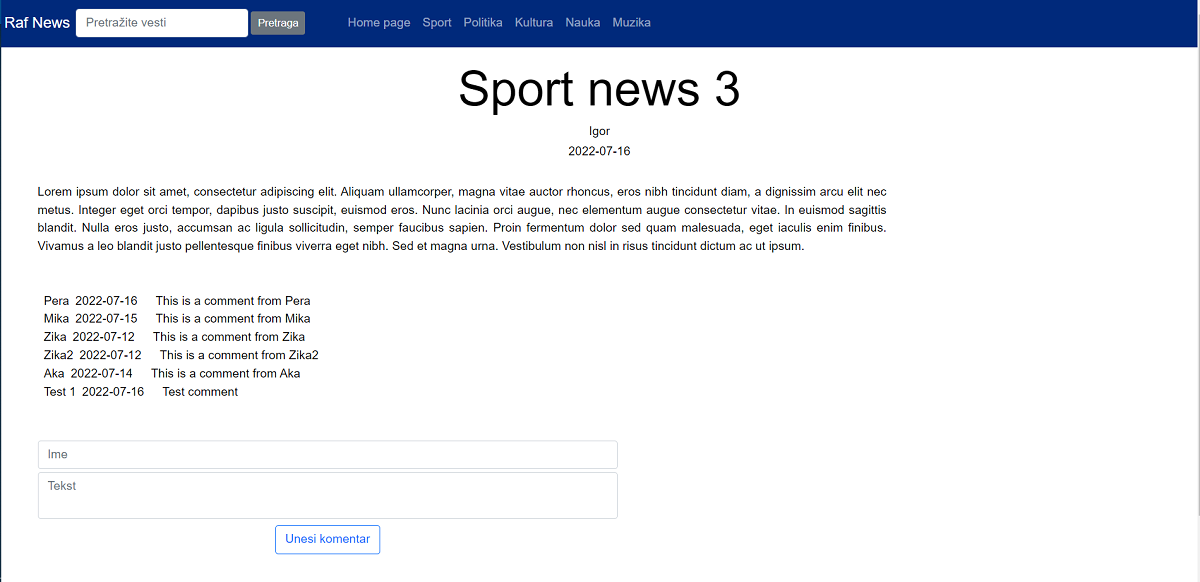 Raf News Pretražite vesti Pretraga Home page Sport Politika Kultura Nauka Muzika
Sport news 3
Igor
2022-07-16
Lorem ipsum dolor sit amet, consectetur adipiscing elit. Aliquam ullamcorper, magna vitae auctor rhoncus, eros nibh tincidunt diam, a dignissim arcu elit nec
metus. Integer eget orci tempor, dapibus justo suscipit, euismod eros. Nunc lacinia orci augue, nec elementum augue consectetur vitae. In euismod sagittis
blandit. Nulla eros justo, accumsan ac ligula sollicitudin, semper faucibus sapien. Proin fermentum dolor sed quam malesuada, eget iaculis enim finibus.
Vivamus a leo blandit justo pellentesque finibus viverra eget nibh. Sed et magna urna. Vestibulum non nisl in risus tincidunt dictum ac ut ipsum.
Pera 2022-07-16 This is a comment from Pera
Mika 2022-07-15 This is a comment from Mika
Zika 2022-07-12 This is a comment from Zika
Zika2 2022-07-12 This is a comment from Zika2
Aka 2022-07-14 This is a comment from Aka
Test 1 2022-07-16 Test comment
Ime
Tekst
Unesi komentar